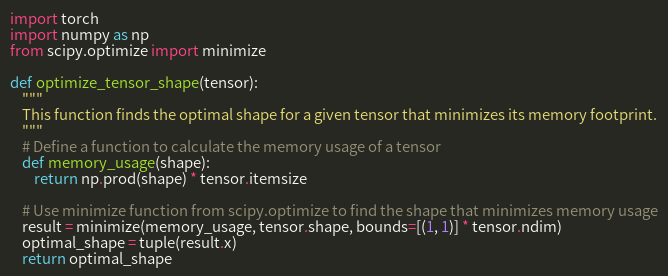 import torch
import numpy as np
from scipy.optimize import minimize

def optimize_tensor_shape(tensor):
    """
    This function finds the optimal shape for a given tensor that minimizes its memory footprint.
    """
    # Define a function to calculate the memory usage of a tensor
    def memory_usage(shape):
        return np.prod(shape) * tensor.itemsize

    # Use minimize function from scipy.optimize to find the shape that minimizes memory usage
    result = minimize(memory_usage, tensor.shape, bounds=[(1, 1)] * tensor.ndim)
    optimal_shape = tuple(result.x)
    return optimal_shape